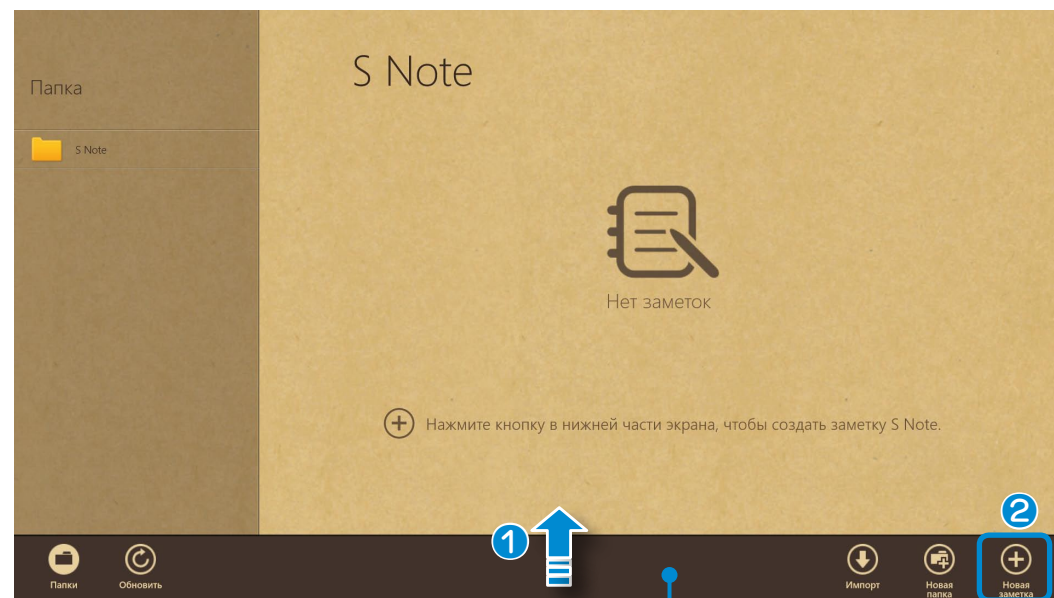 Папка
S Note
S Note
Нет заметок
Нажмите кнопку в нижней части экрана, чтобы создать заметку S Note.
1
2
Папки
Обновить
Импорт
Новая
папка
Новая
заметка